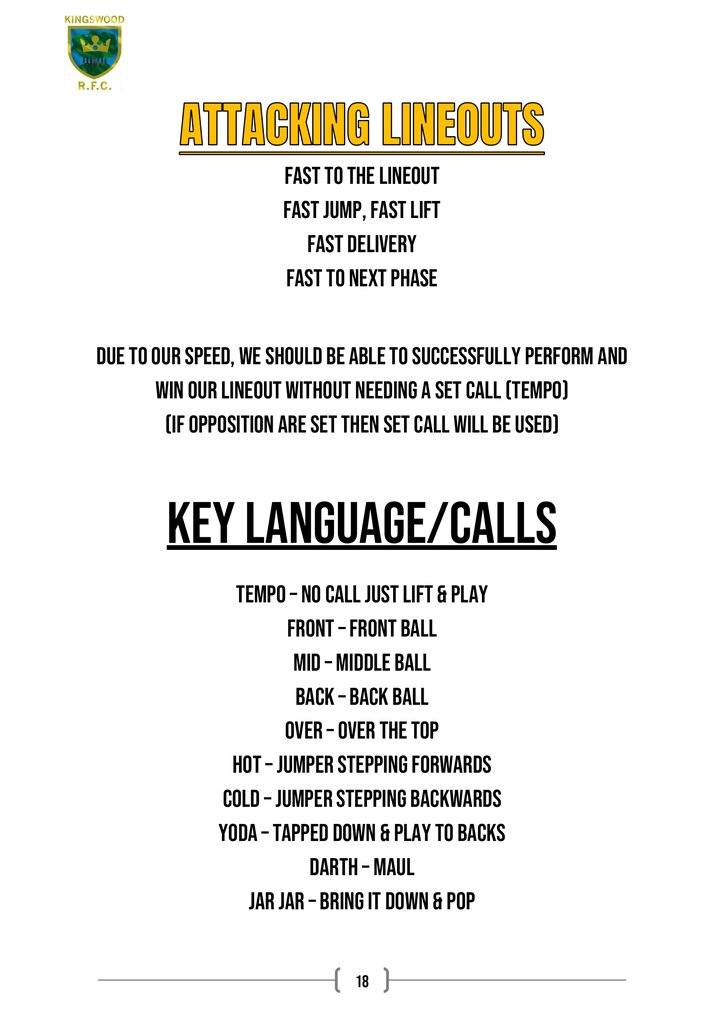 KINGSWOOD
R.F.C.
ATTACKING LINEOUTS
FAST TO THE LINEOUT
FAST JUMP, FAST LIFT
FAST DELIVERY
FAST TO NEXT PHASE
DUE TO OUR SPEED, WE SHOULD BE ABLE TO SUCCESSFULLY PERFORM AND
WIN OUR LINEOUT WITHOUT NEEDING A SET CALL (TEMPO)
(IF OPPOSITION ARE SET THEN SET CALL WILL BE USED)
KEY LANGUAGE/CALLS
TEMPO – NO CALL JUST LIFT & PLAY
FRONT – FRONT BALL
MID – MIDDLE BALL
BACK – BACK BALL
OVER – OVER THE TOP
HOT – JUMPER STEPPING FORWARDS
COLD – JUMPER STEPPING BACKWARDS
YODA – TAPPED DOWN & PLAY TO BACKS
DARTH – MAUL
JAR JAR – BRING IT DOWN & POP
18